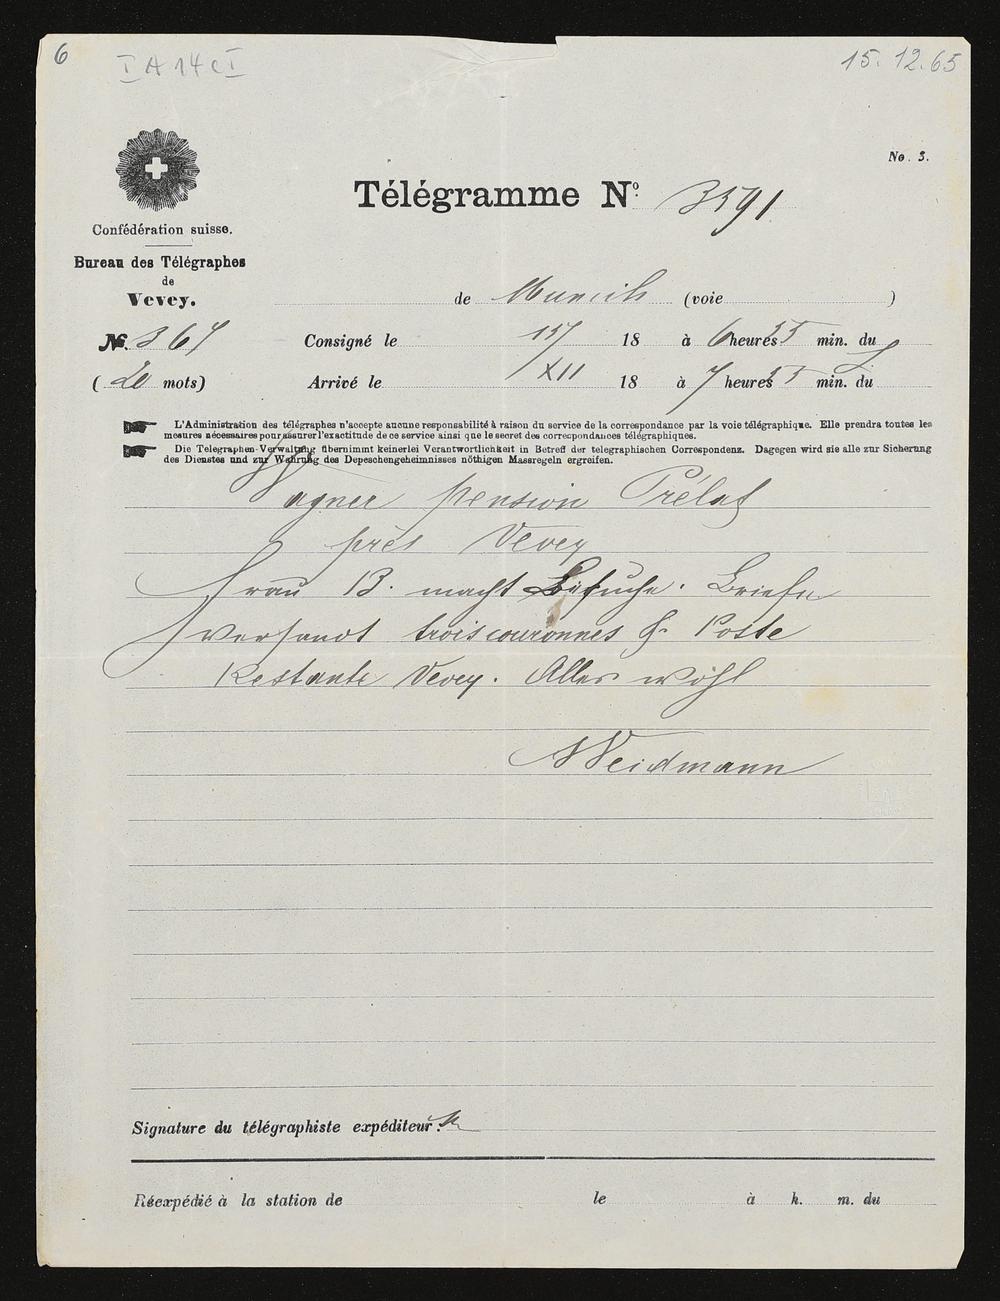 6
I A 14 c I
15. 12. 65
No. 3.
Télégramme No. 3591
Confédération suisse.
Bureau des Télégraphes
de
Vevey.
de Munich (voie )
No. 367 Consigné le 15/ 18 à 6 heures 55 min. du
(20 mots) Arrivé le XII 18 à 7 heures 55 min. du
L'Administration des télégraphes n'accepte aucune responsabilité à raison du service de la correspondance par la voie télégraphique. Elle prendra toutes les
mesures nécessaires pour assurer l'exactitude de ce service ainsi que le secret des correspondances télégraphiques.
Die Telegraphen-Verwaltung übernimmt keinerlei Verantwortlichkeit in Betreff der telegraphischen Correspondenz. Dagegen wird sie alle zur Sicherung
des Dienstes und zur Wahrung des Depeschengeheimnisses nöthigen Massregeln ergreifen.
Wagner pension Prélat
près Vevey
Frau B. macht Besuche. Briefe
versandt trois couronnes & Poste
Restante Vevey. Alles wohl
Weidmann
Signature du télégraphiste expéditeur:
Réexpédié à la station de le à h. m. du